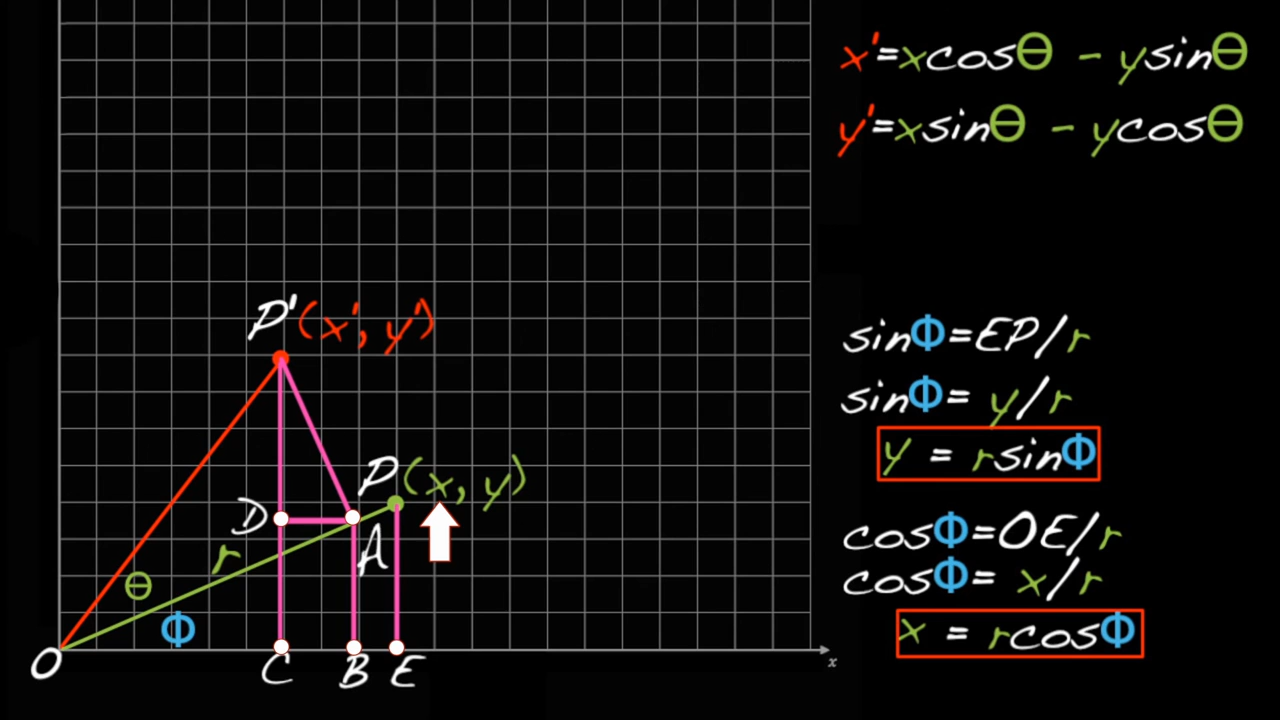 x'=xcosΘ - ysinΘ
y'=xsinΘ - ycosΘ
P'(x', y')
sinΦ=EP/r
sinΦ= y/r
y = rsinΦ
P(x, y)
D
A
r
cosΦ=OE/r
cosΦ= x/r
x = rcosΦ
Θ
Φ
O
C
B
E
x